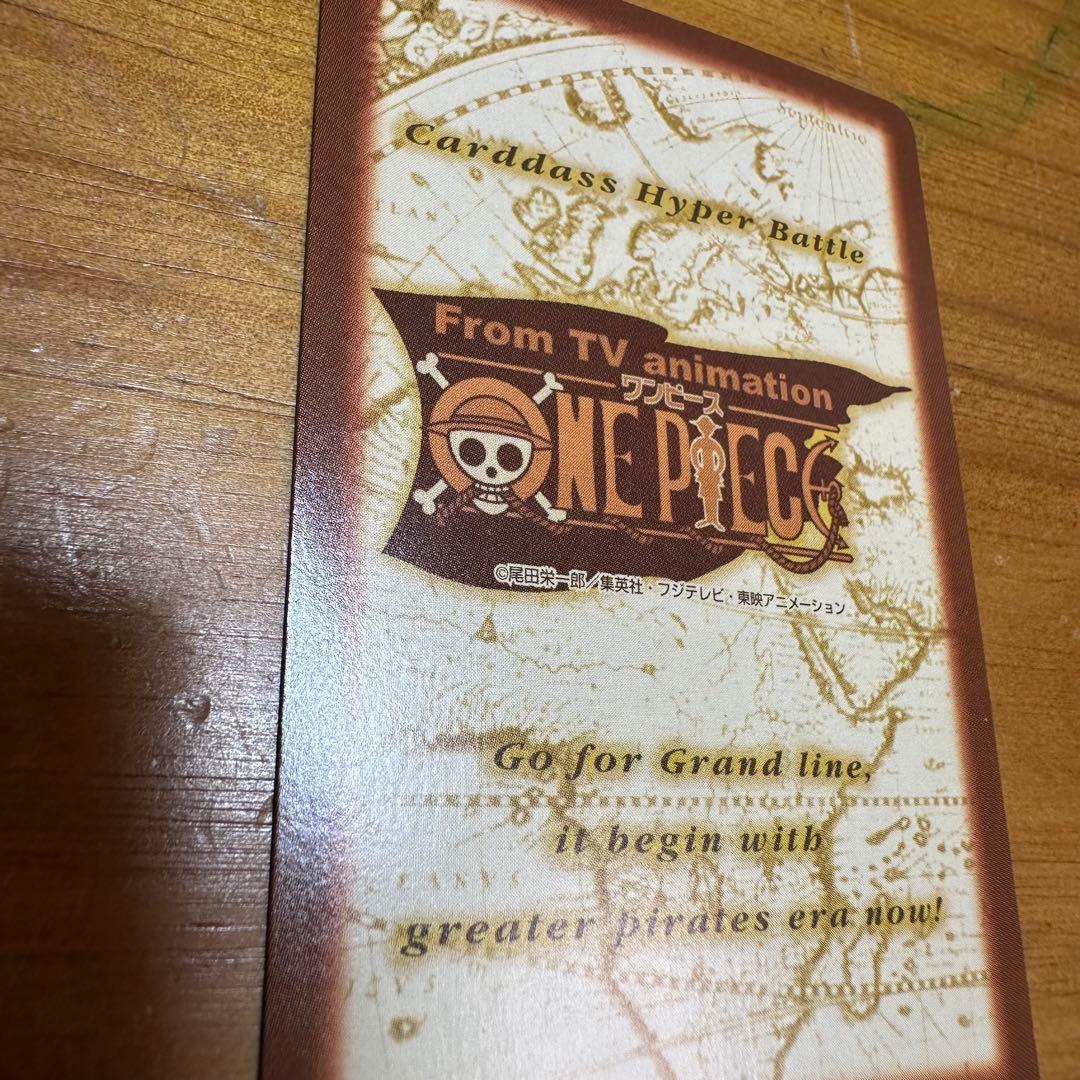 Septentrio
Carddass Hyper Battle
From TV animation
ワンピース
ONE PIECE
©尾田栄一郎／集英社・フジテレビ・東映アニメーション
Go for Grand line,
it begin with
greater pirates era now!